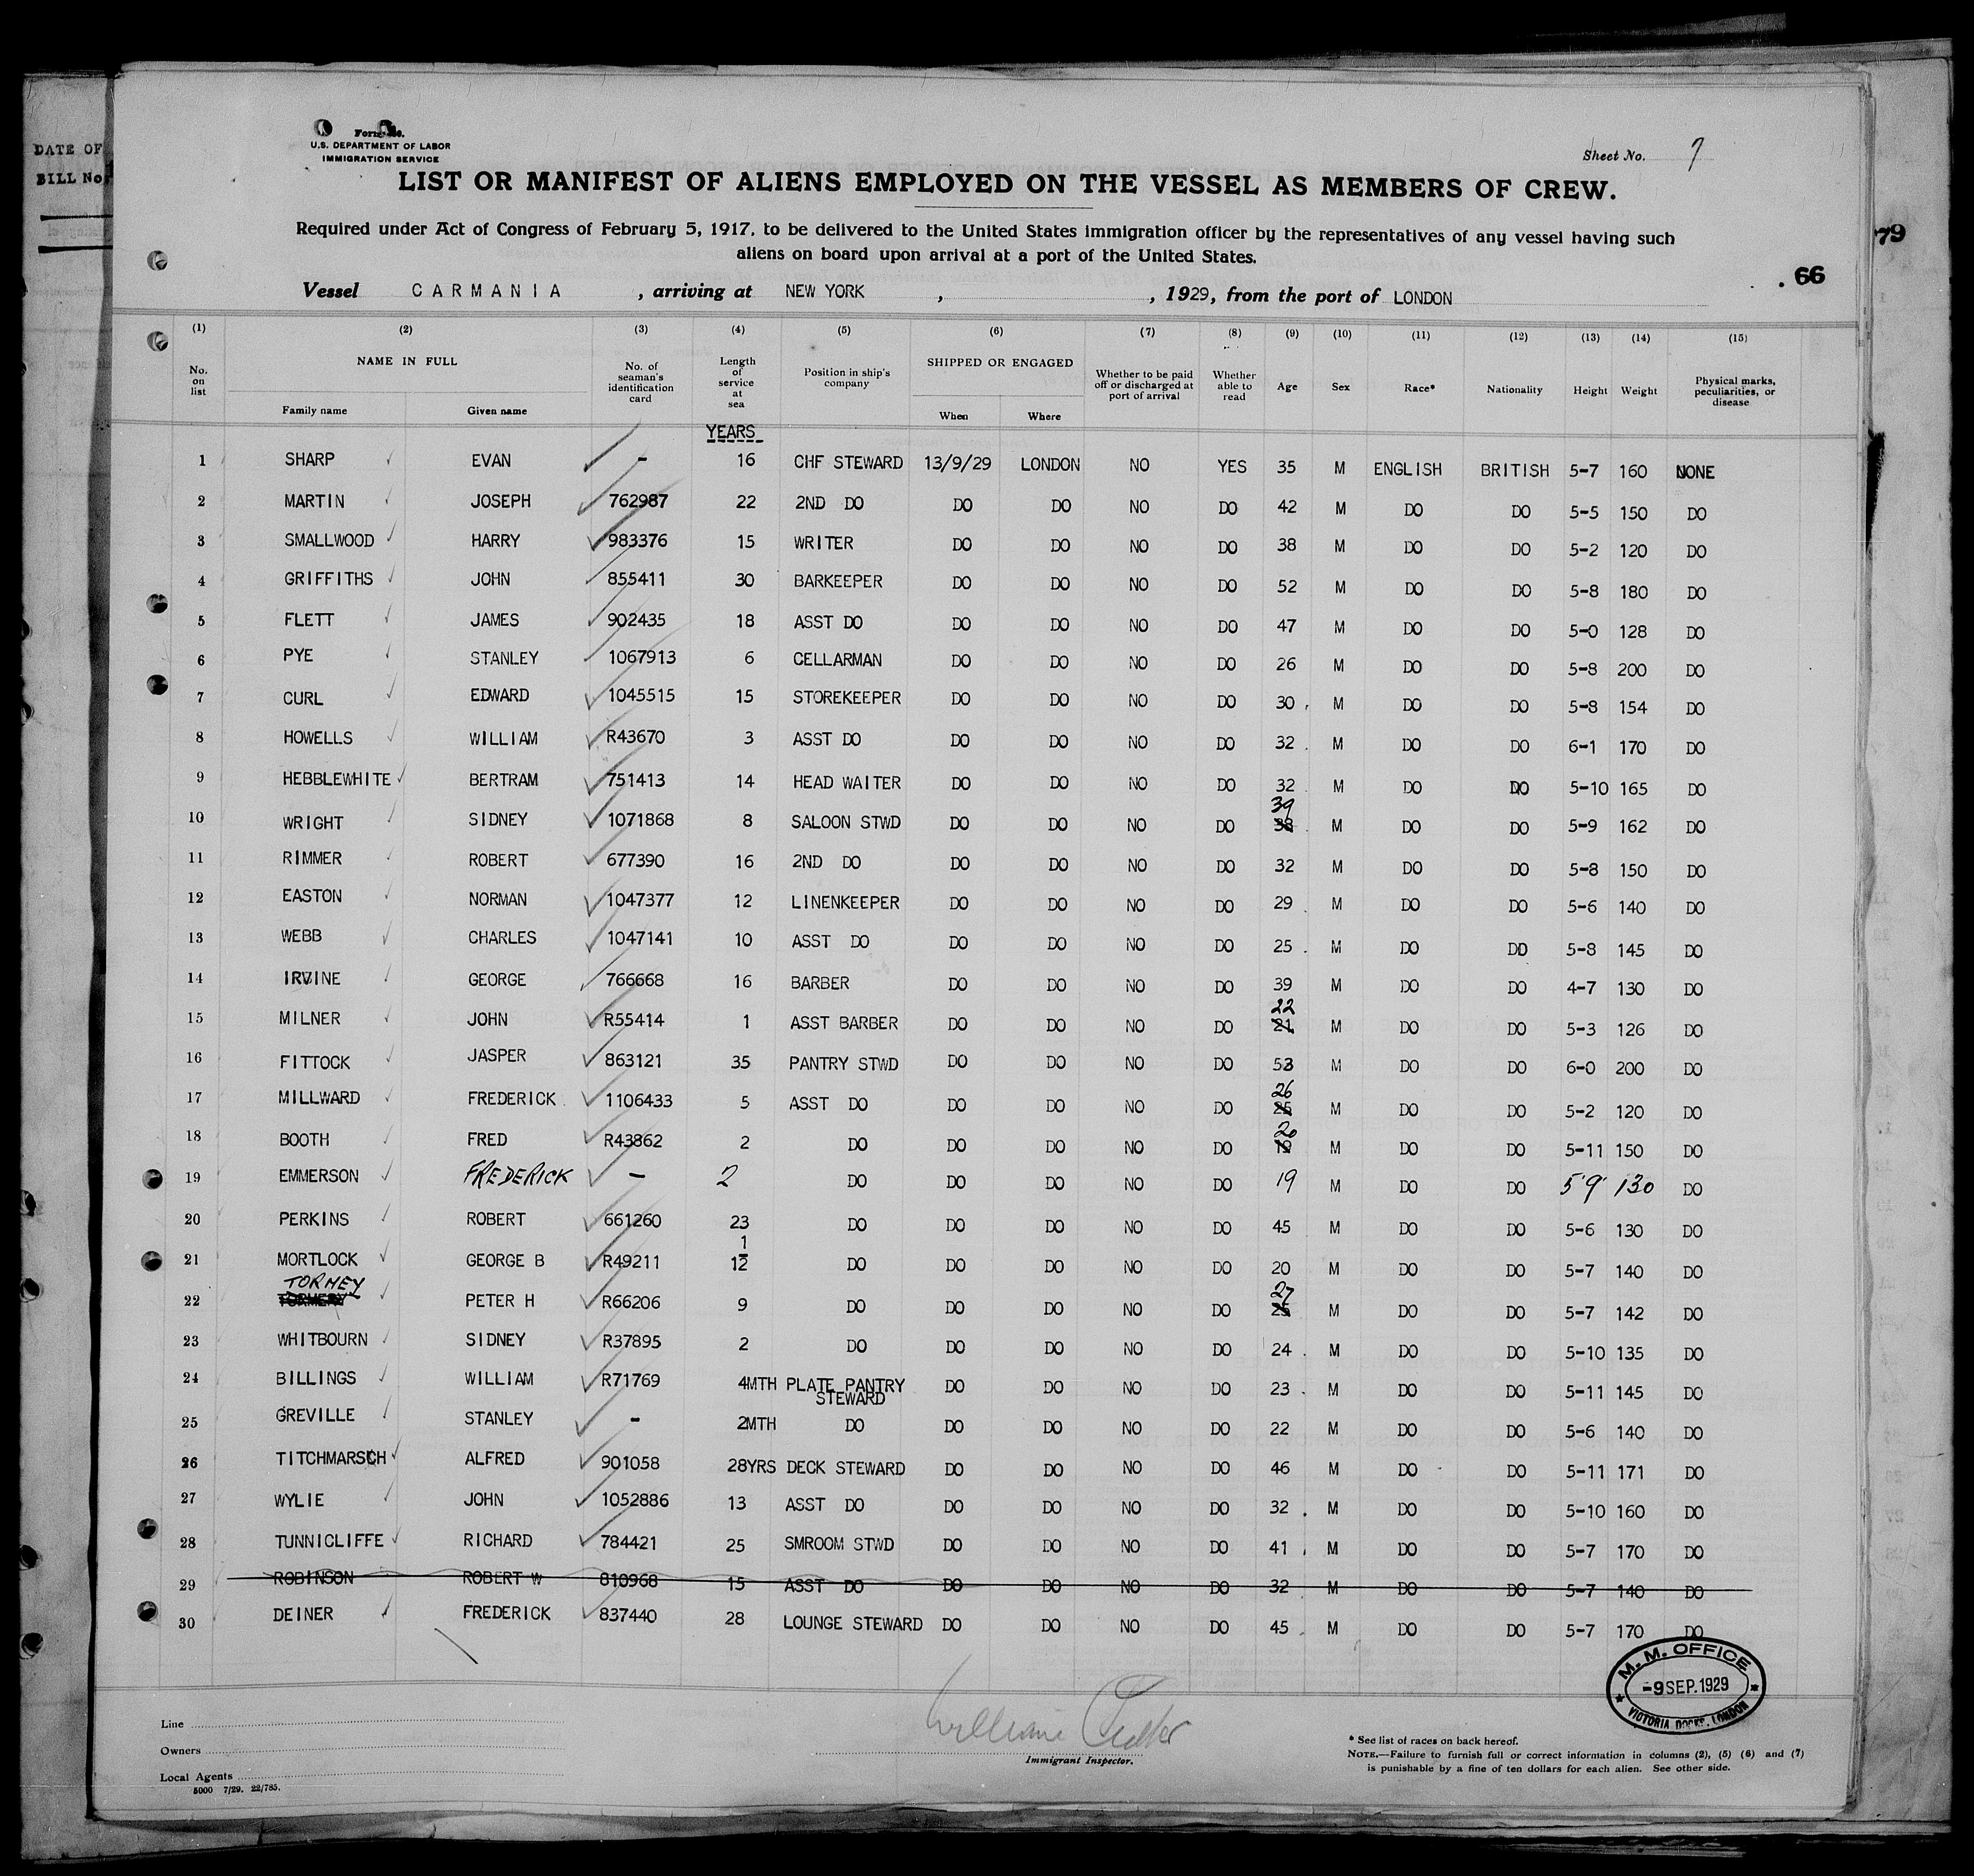 DATE OF
BILL No
Form
U.S. DEPARTMENT OF LABOR
IMMIGRATION SERVICE
Sheet No. 7
LIST OR MANIFEST OF ALIENS EMPLOYED ON THE VESSEL AS MEMBERS OF CREW.
Required under Act of Congress of February 5, 1917, to be delivered to the United States immigration officer by the representatives of any vessel having such
aliens on board upon arrival at a port of the United States.
79
66
Vessel CARMANIA, arriving at NEW YORK, , 1929, from the port of LONDON
(1) (2) (3) (4) (5) (6) (7) (8) (9) (10) (11) (12) (13) (14) (15)
No. on list NAME IN FULL Family name Given name No. of seaman's identification card Length of service at sea Position in ship's company SHIPPED OR ENGAGED When Where Whether to be paid off or discharged at port of arrival Whether able to read Age Sex Race* Nationality Height Weight Physical marks, peculiarities, or disease
YEARS
1 SHARP EVAN - 16 CHF STEWARD 13/9/29 LONDON NO YES 35 M ENGLISH BRITISH 5-7 160 NONE
2 MARTIN JOSEPH 762987 22 2ND DO DO DO NO DO 42 M DO DO 5-5 150 DO
3 SMALLWOOD HARRY 983376 15 WRITER DO DO NO DO 38 M DO DO 5-2 120 DO
4 GRIFFITHS JOHN 855411 30 BARKEEPER DO DO NO DO 52 M DO DO 5-8 180 DO
5 FLETT JAMES 902435 18 ASST DO DO DO NO DO 47 M DO DO 5-0 128 DO
6 PYE STANLEY 1067913 6 CELLARMAN DO DO NO DO 26 M DO DO 5-8 200 DO
7 CURL EDWARD 1045515 15 STOREKEEPER DO DO NO DO 30 M DO DO 5-8 154 DO
8 HOWELLS WILLIAM R43670 3 ASST DO DO DO NO DO 32 M DO DO 6-1 170 DO
9 HEBBLEWHITE BERTRAM 751413 14 HEAD WAITER DO DO NO DO 32 M DO DO 5-10 165 DO
10 WRIGHT SIDNEY 1071868 8 SALOON STWD DO DO NO DO 39 38 M DO DO 5-9 162 DO
11 RIMMER ROBERT 677390 16 2ND DO DO DO NO DO 32 M DO DO 5-8 150 DO
12 EASTON NORMAN 1047377 12 LINENKEEPER DO DO NO DO 29 M DO DO 5-6 140 DO
13 WEBB CHARLES 1047141 10 ASST DO DO DO NO DO 25 M DO DO 5-8 145 DO
14 IRVINE GEORGE 766668 16 BARBER DO DO NO DO 39 M DO DO 4-7 130 DO
15 MILNER JOHN R55414 1 ASST BARBER DO DO NO DO 22 21 M DO DO 5-3 126 DO
16 FITTOCK JASPER 863121 35 PANTRY STWD DO DO NO DO 53 M DO DO 6-0 200 DO
17 MILLWARD FREDERICK 1106433 5 ASST DO DO DO NO DO 26 25 M DO DO 5-2 120 DO
18 BOOTH FRED R43862 2 DO DO DO NO DO 20 M DO DO 5-11 150 DO
19 EMMERSON FREDERICK - 2 DO DO DO NO DO 19 M DO DO 5'9' 130 DO
20 PERKINS ROBERT 661260 23 DO DO DO NO DO 45 M DO DO 5-6 130 DO
21 MORTLOCK GEORGE B R49211 1 12 DO DO DO NO DO 20 M DO DO 5-7 140 DO
22 TORMEY PETER H R66206 9 DO DO DO NO DO 27 25 M DO DO 5-7 142 DO
23 WHITBOURN SIDNEY R37895 2 DO DO DO NO DO 24 M DO DO 5-10 135 DO
24 BILLINGS WILLIAM R71769 4MTH PLATE PANTRY STEWARD DO DO NO DO 23 M DO DO 5-11 145 DO
25 GREVILLE STANLEY - 2MTH DO DO DO NO DO 22 M DO DO 5-6 140 DO
26 TITCHMARSCH ALFRED 901058 28YRS DECK STEWARD DO DO NO DO 46 M DO DO 5-11 171 DO
27 WYLIE JOHN 1052886 13 ASST DO DO DO NO DO 32 M DO DO 5-10 160 DO
28 TUNNICLIFFE RICHARD 784421 25 SMROOM STWD DO DO NO DO 41 M DO DO 5-7 170 DO
29 ROBINSON ROBERT W 810968 15 ASST DO DO DO NO DO 32 M DO DO 5-7 140 DO
30 DEINER FREDERICK 837440 28 LOUNGE STEWARD DO DO NO DO 45 M DO DO 5-7 170 DO
M. M. OFFICE
-9 SEP. 1929
VICTORIA DOCKS, LONDON
Line
Owners
Local Agents
5000 7/29. 22/785.
William
Immigrant Inspector.
* See list of races on back hereof.
NOTE.—Failure to furnish full or correct information in columns (2), (5) (6) and (7)
is punishable by a fine of ten dollars for each alien. See other side.